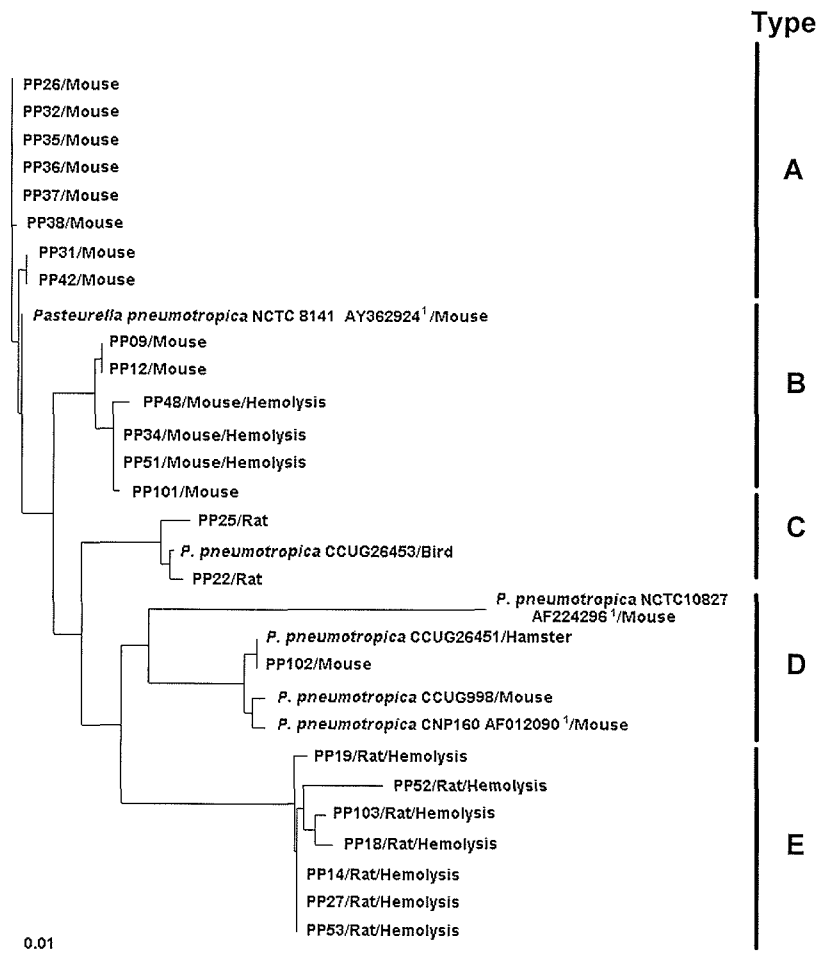 Type
PP26/Mouse
PP32/Mouse
PP35/Mouse
PP36/Mouse
PP37/Mouse
A
PP38/Mouse
PP31/Mouse
PP42/Mouse
Pasteurella pneumotropica NCTC 8141 AY362924¹/Mouse
PP09/Mouse
PP12/Mouse
B
PP48/Mouse/Hemolysis
PP34/Mouse/Hemolysis
PP51/Mouse/Hemolysis
PP101/Mouse
PP25/Rat
C
P. pneumotropica CCUG26453/Bird
PP22/Rat
P. pneumotropica NCTC10827
AF224296¹/Mouse
P. pneumotropica CCUG26451/Hamster
PP102/Mouse
D
P. pneumotropica CCUG998/Mouse
P. pneumotropica CNP160 AF012090¹/Mouse
PP19/Rat/Hemolysis
PP52/Rat/Hemolysis
PP103/Rat/Hemolysis
PP18/Rat/Hemolysis
E
PP14/Rat/Hemolysis
PP27/Rat/Hemolysis
PP53/Rat/Hemolysis
0.01